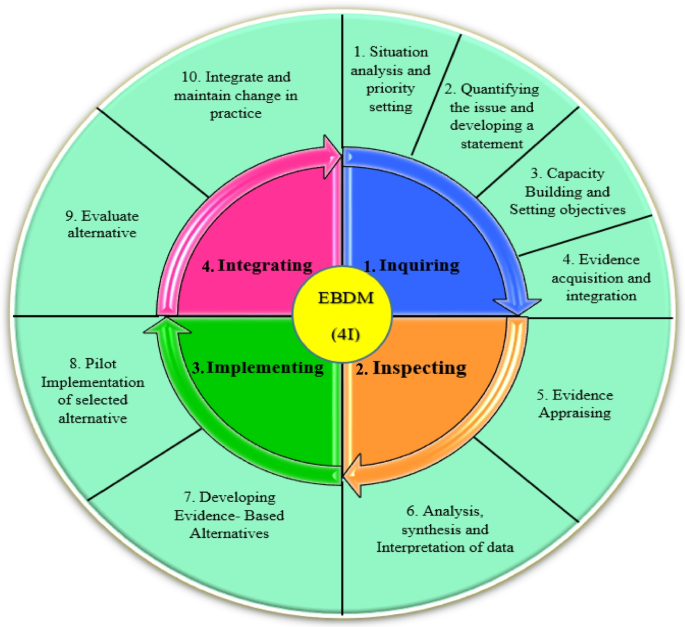 1. Situation
analysis and
priority
setting
2. Quantifying
the issue and
developing a
statement
3. Capacity
Building and
Setting objectives
4. Evidence
acquisition and
integration
5. Evidence
Appraising
6. Analysis,
synthesis and
Interpretation of data
7. Developing
Evidence- Based
Alternatives
8. Pilot
Implementation
of selected
alternative
9. Evaluate
alternative
10. Integrate and
maintain change in
practice
1. Inquiring
2. Inspecting
3. Implementing
4. Integrating
EBDM
(4I)